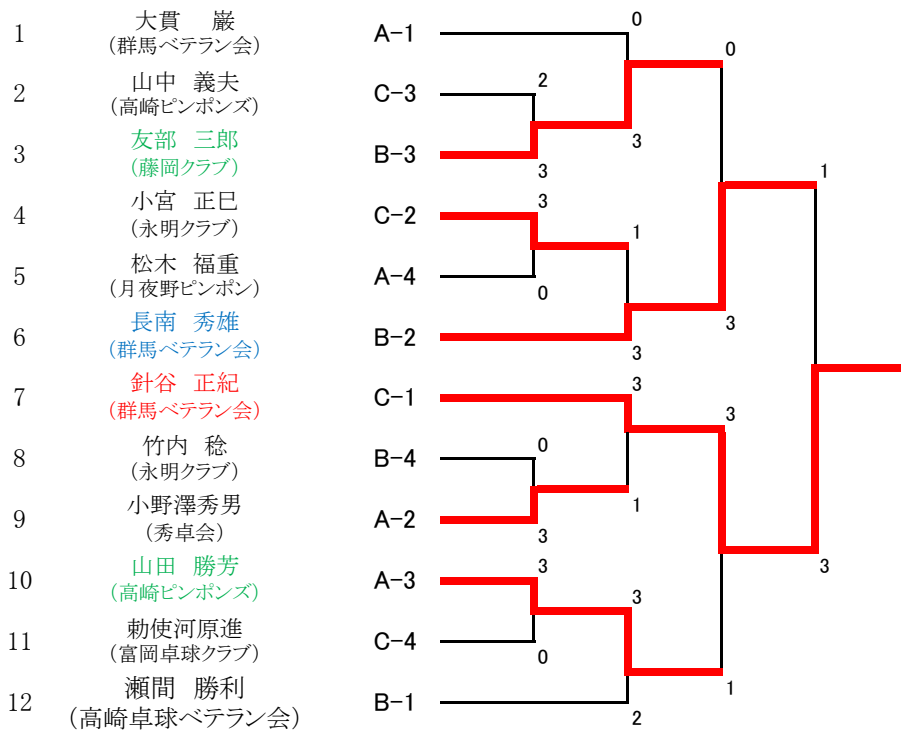 大貫　巌
1 A-1 0
(群馬ベテラン会) 0
山中　義夫 2
2 C-3
(高崎ピンポンズ)
友部　三郎 3
3 B-3
(藤岡クラブ) 3
小宮　正巳 3 1
4 C-2
(永明クラブ) 1
松木　福重
5 A-4
(月夜野ピンポン) 0
長南　秀雄 3
6 B-2
(群馬ベテラン会) 3
針谷　正紀 3
7 C-1
(群馬ベテラン会) 3
竹内　稔 0
8 B-4
(永明クラブ)
小野澤秀男 1
9 A-2
(秀卓会) 3
山田　勝芳 3 3
10 A-3
(高崎ピンポンズ) 3
勅使河原進
11 C-4
(富岡卓球クラブ) 0
瀬間　勝利 1
12 B-1
(高崎卓球ベテラン会) 2